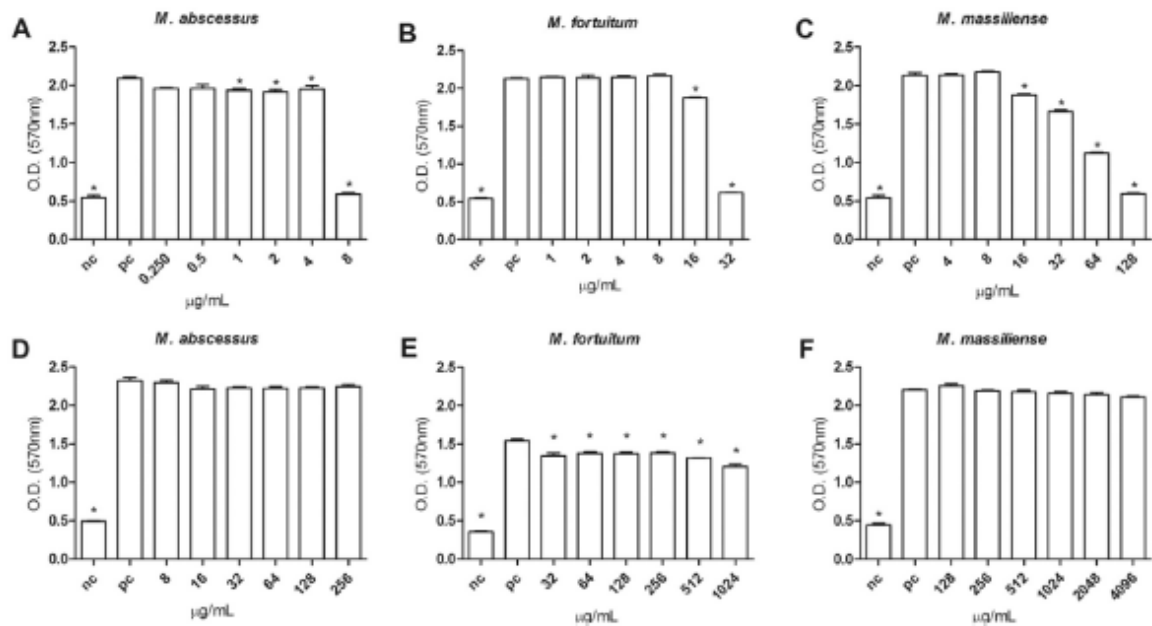 A
M. abscessus
O.D. (570nm)
2.5
2.0
1.5
1.0
0.5
0.0
* * * * *
nc pc 0.250 0.5 1 2 4 8
µg/mL
B
M. fortuitum
O.D. (570nm)
2.5
2.0
1.5
1.0
0.5
0.0
* * *
nc pc 1 2 4 8 16 32
µg/mL
C
M. massiliense
O.D. (570nm)
2.5
2.0
1.5
1.0
0.5
0.0
* * * * *
nc pc 4 8 16 32 64 128
µg/mL
D
M. abscessus
O.D. (570nm)
2.5
2.0
1.5
1.0
0.5
0.0
*
nc pc 8 16 32 64 128 256
µg/mL
E
M. fortuitum
O.D. (570nm)
2.5
2.0
1.5
1.0
0.5
0.0
* * * * * * *
nc pc 32 64 128 256 512 1024
µg/mL
F
M. massiliense
O.D. (570nm)
2.5
2.0
1.5
1.0
0.5
0.0
*
nc pc 128 256 512 1024 2048 4096
µg/mL